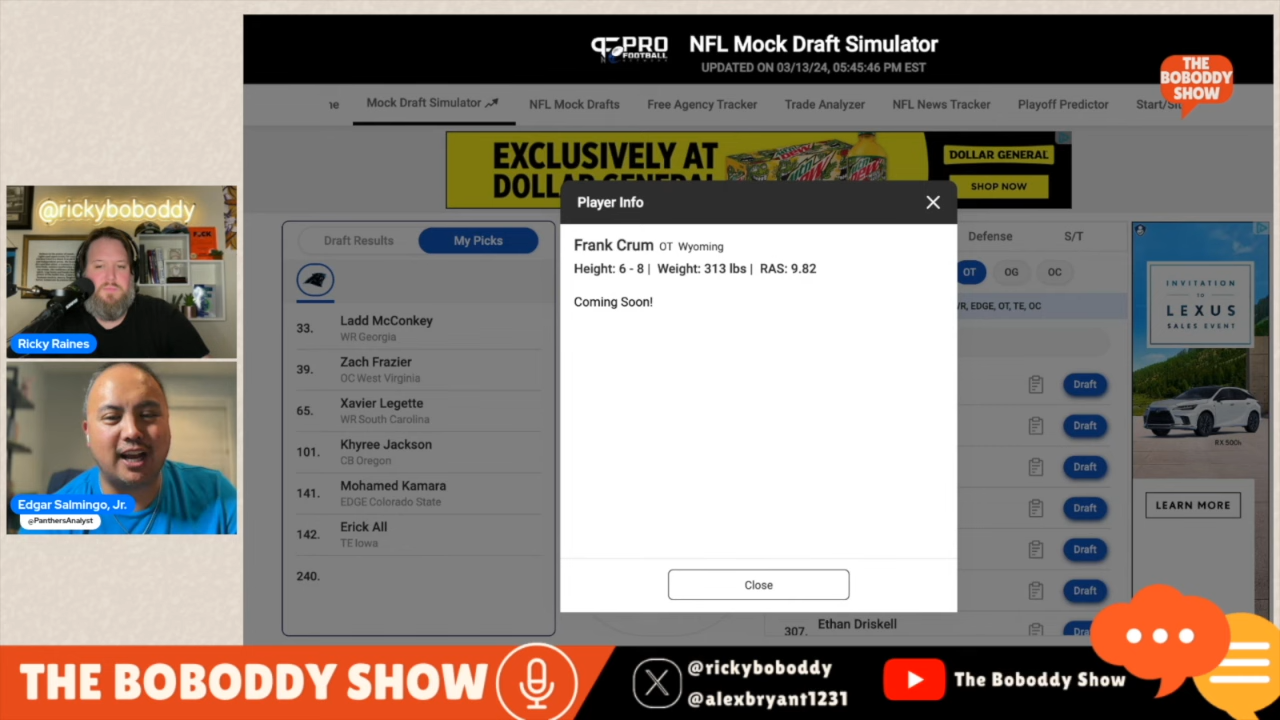 PRO
FOOTBALL
NFL Mock Draft Simulator
UPDATED ON 03/13/24, 05:45:46 PM EST
THE
BOBODDY
SHOW
Mock Draft Simulator
NFL Mock Drafts
Free Agency Tracker
Trade Analyzer
NFL News Tracker
Playoff Predictor
Start/Sit
EXCLUSIVELY AT
DOLLAR GENERAL
DOLLAR GENERAL
SHOP NOW
@rickyboboddy
Ricky Raines
Edgar Salmingo, Jr.
@PanthersAnalyst
Draft Results
My Picks
33.
Ladd McConkey
WR Georgia
39.
Zach Frazier
OC West Virginia
65.
Xavier Legette
WR South Carolina
101.
Khyree Jackson
CB Oregon
141.
Mohamed Kamara
EDGE Colorado State
142.
Erick All
TE Iowa
240.
Player Info
Frank Crum OT Wyoming
Height: 6 - 8 | Weight: 313 lbs | RAS: 9.82
Coming Soon!
Close
Defense
S/T
OT
OG
OC
WR, EDGE, OT, TE, OC
Draft
Draft
Draft
Draft
Draft
Draft
307.
Ethan Driskell
INVITATION
TO
LEXUS
SALES EVENT
RX 500h
LEARN MORE
THE BOBODDY SHOW
@rickyboboddy
@alexbryant1231
The Boboddy Show